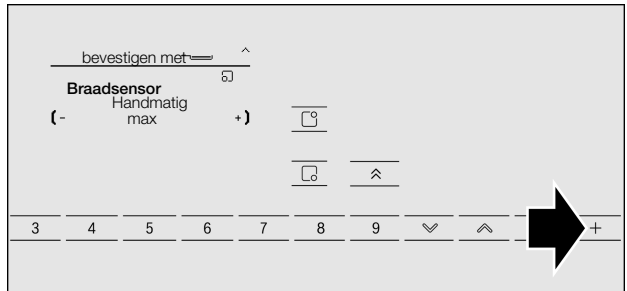 bevestigen met
Braadsensor
Handmatig
- max +
3 4 5 6 7 8 9 +